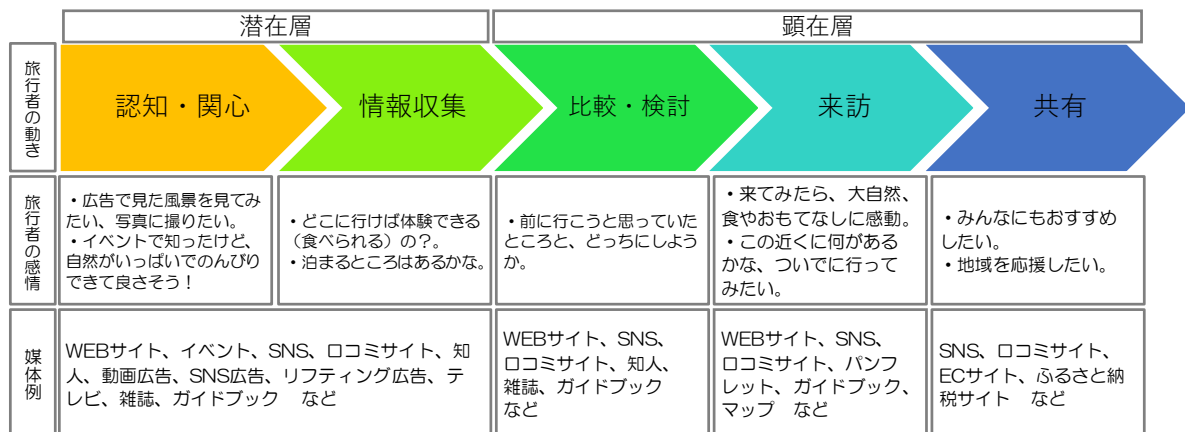 潜在層
顕在層
旅行者の動き
認知・関心
情報収集
比較・検討
来訪
共有
旅行者の感情
・広告で見た風景を見てみ
たい、写真に撮りたい。
・イベントで知ったけど、
自然がいっぱいでのんびり
できて良さそう！
・どこに行けば体験できる
（食べられる）の？。
・泊まるところはあるかな。
・前に行こうと思っていた
ところと、どっちにしよう
か。
・来てみたら、大自然、
食やおもてなしに感動。
・この近くに何がある
かな、ついでに行って
みたい。
・みんなにもおすすめ
したい。
・地域を応援したい。
媒体例
WEBサイト、イベント、SNS、口コミサイト、知
人、動画広告、SNS広告、リフティング広告、テ
レビ、雑誌、ガイドブック　など
WEBサイト、SNS、
口コミサイト、知人、
雑誌、ガイドブック
など
WEBサイト、SNS、
口コミサイト、パンフ
レット、ガイドブック、
マップ　など
SNS、口コミサイト、
ECサイト、ふるさと納
税サイト　など